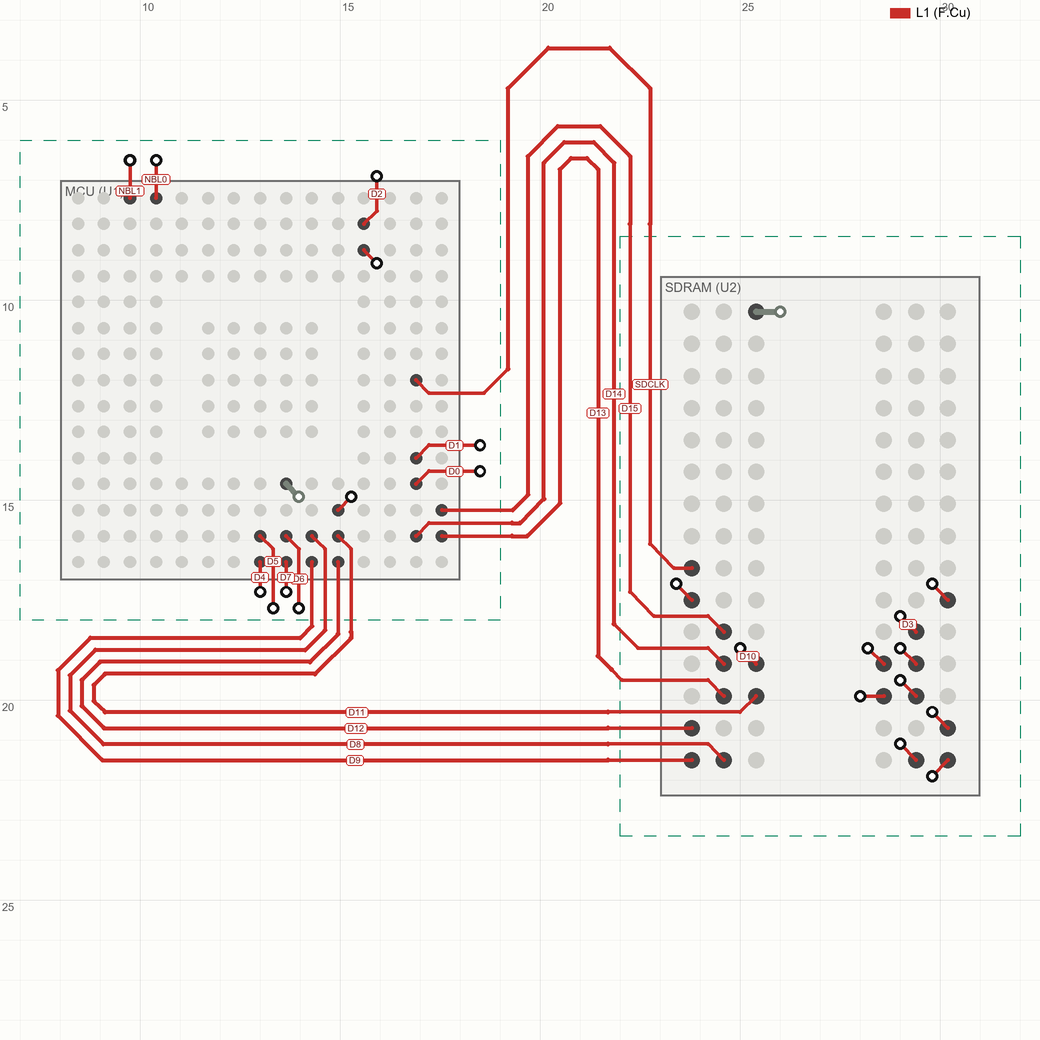 10 15 20 25 30
L1 (F.Cu)
5
MCU (U1)
NBL1
NBL0
D2
SDRAM (U2)
10
SDCLK
D14
D15
D13
D1
D0
15
D5
D4
D7
D6
D3
D10
20
D11
D12
D8
D9
25